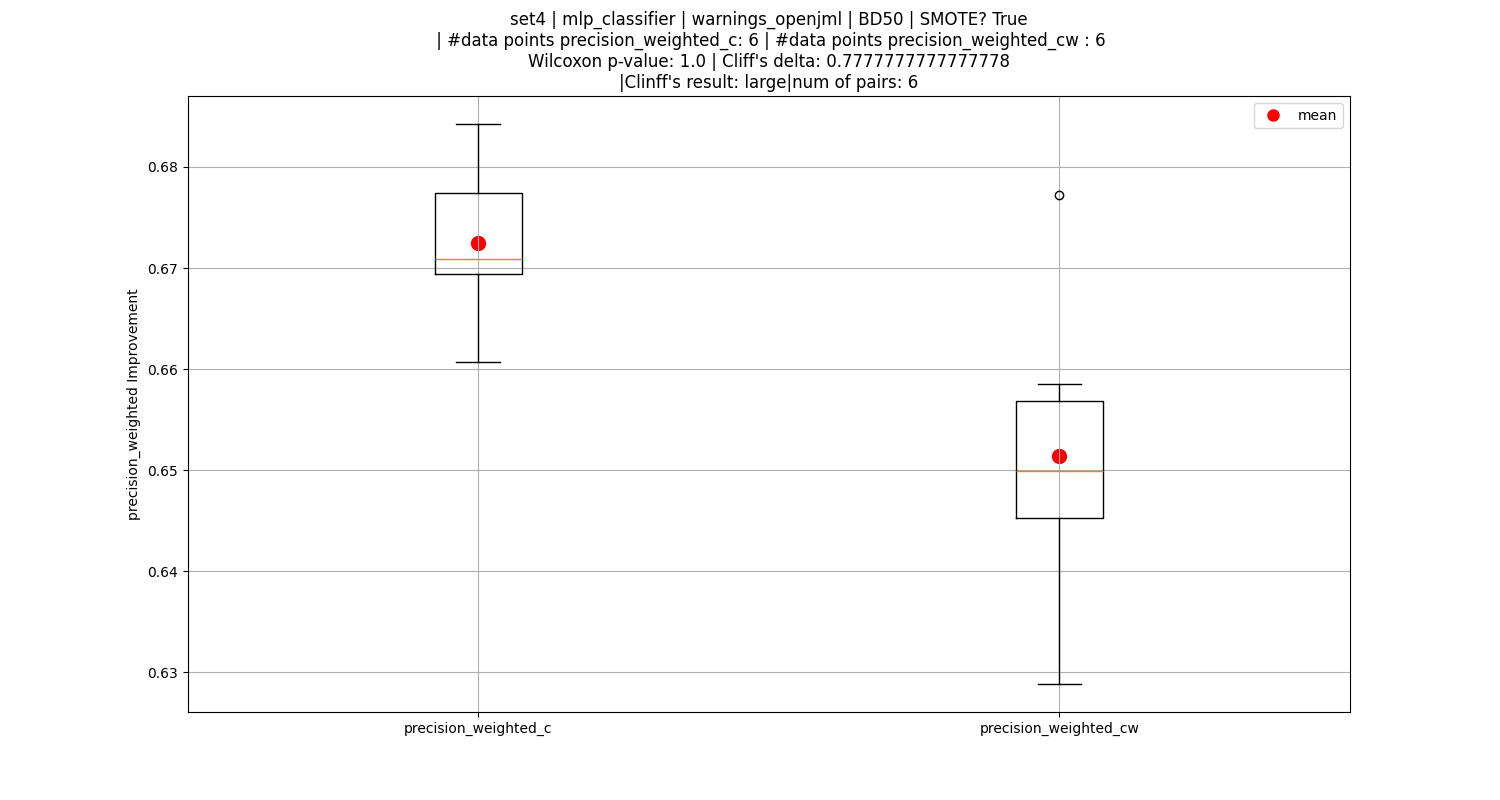 set4 | mlp_classifier | warnings_openjml | BD50 | SMOTE? True
| #data points precision_weighted_c: 6 | #data points precision_weighted_cw : 6
Wilcoxon p-value: 1.0 | Cliff's delta: 0.7777777777777778
|Clinff's result: large|num of pairs: 6
mean
0.68
0.67
0.66
0.65
0.64
0.63
precision_weighted Improvement
precision_weighted_c
precision_weighted_cw